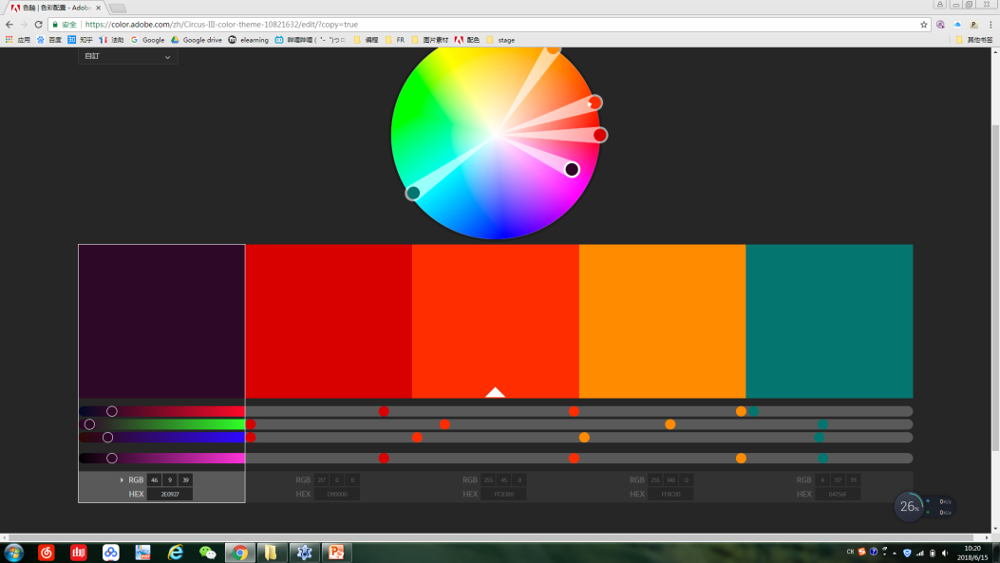 色輪 | 色彩配置 - Adobe
安全 | https://color.adobe.com/zh/Circus-III-color-theme-10821632/edit/?copy=true
应用 百度 知乎 法助 Google Google drive elearning 哔哩哔哩 ( ゜- ゜)つロ 编程 FR 图片素材 配色 stage 其他书签
自訂
RGB 46 9 39 RGB 217 0 0 RGB 255 45 0 RGB 255 140 0 RGB 4 117 111
HEX 2E0927 HEX D90000 HEX FF2D00 HEX FF8C00 HEX 04756F
26%
0K/s
0K/s
CH
10:20
2018/6/15